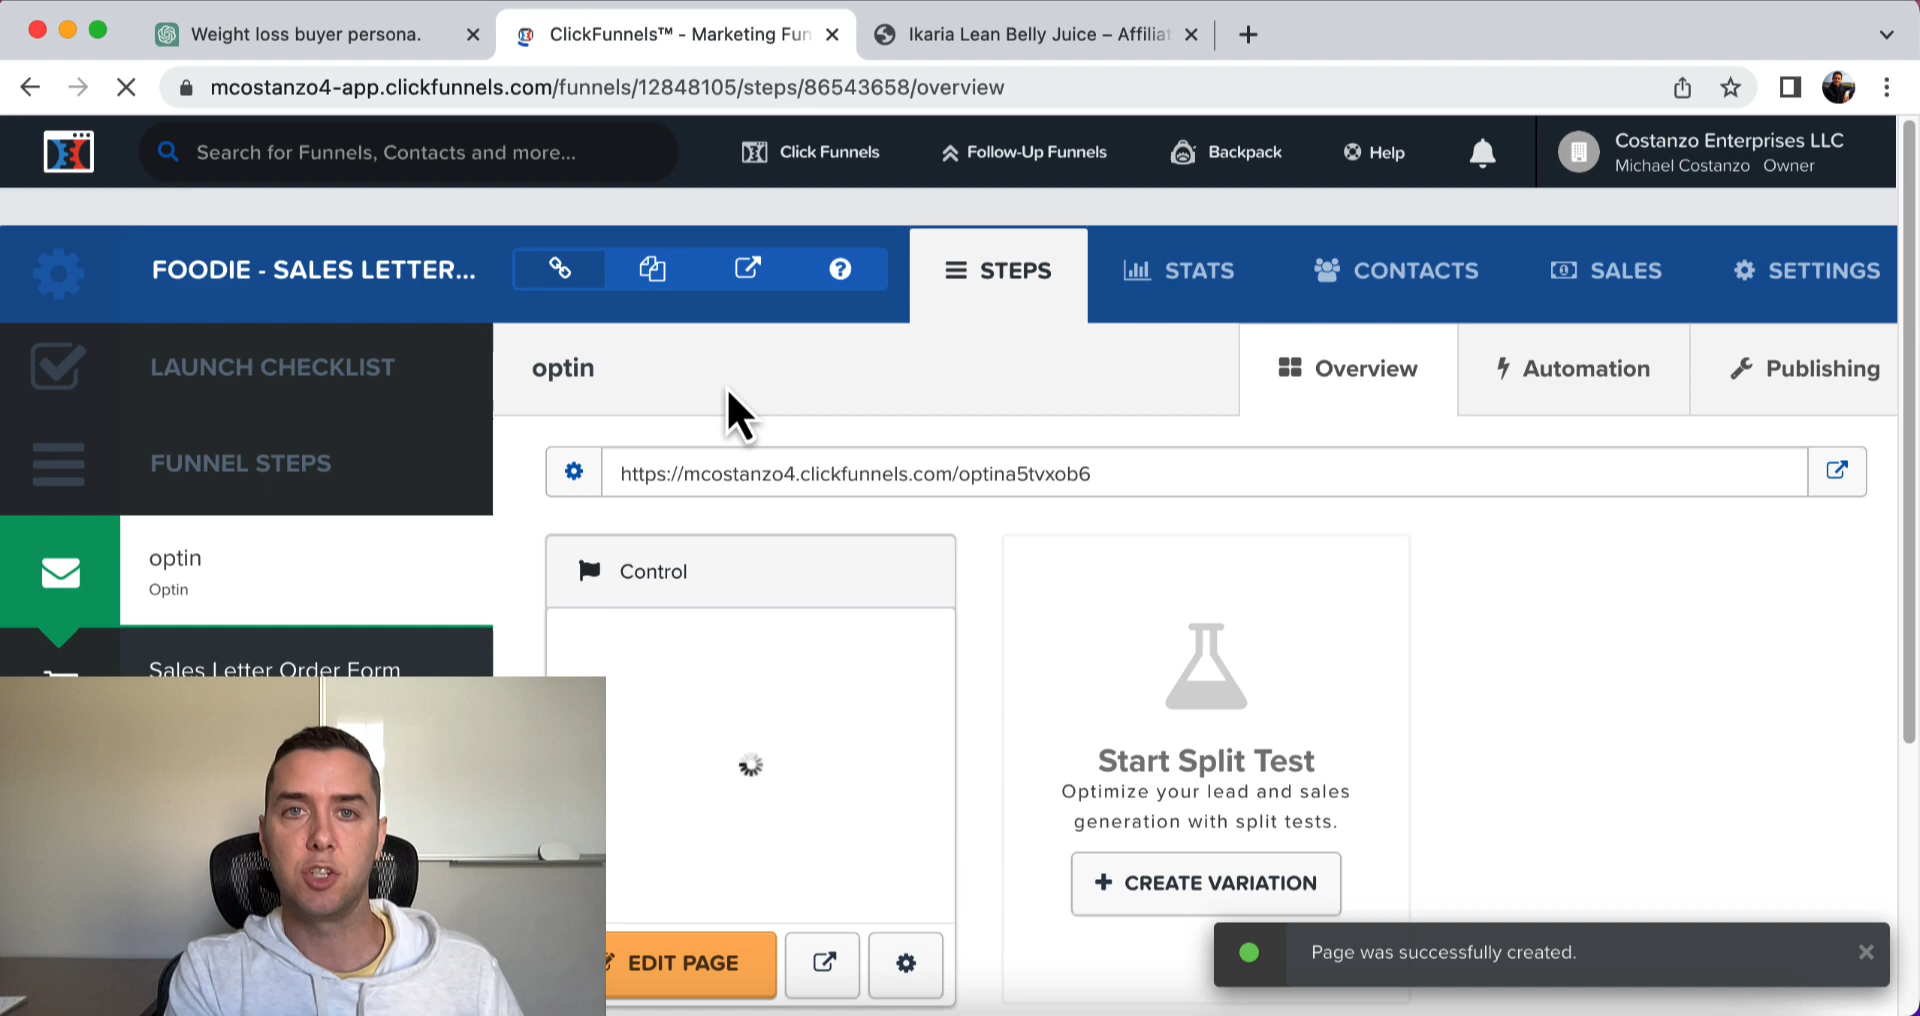 Weight loss buyer persona.
ClickFunnels™ - Marketing Fun
Ikaria Lean Belly Juice – Affiliat
mcostanzo4-app.clickfunnels.com/funnels/12848105/steps/86543658/overview
Search for Funnels, Contacts and more...
Click Funnels
Follow-Up Funnels
Backpack
Help
Costanzo Enterprises LLC
Michael Costanzo Owner
FOODIE - SALES LETTER...
STEPS
STATS
CONTACTS
SALES
SETTINGS
LAUNCH CHECKLIST
optin
Overview
Automation
Publishing
FUNNEL STEPS
https://mcostanzo4.clickfunnels.com/optina5tvxob6
optin
Optin
Control
Sales Letter Order Form
Start Split Test
Optimize your lead and sales
generation with split tests.
+ CREATE VARIATION
EDIT PAGE
Page was successfully created.